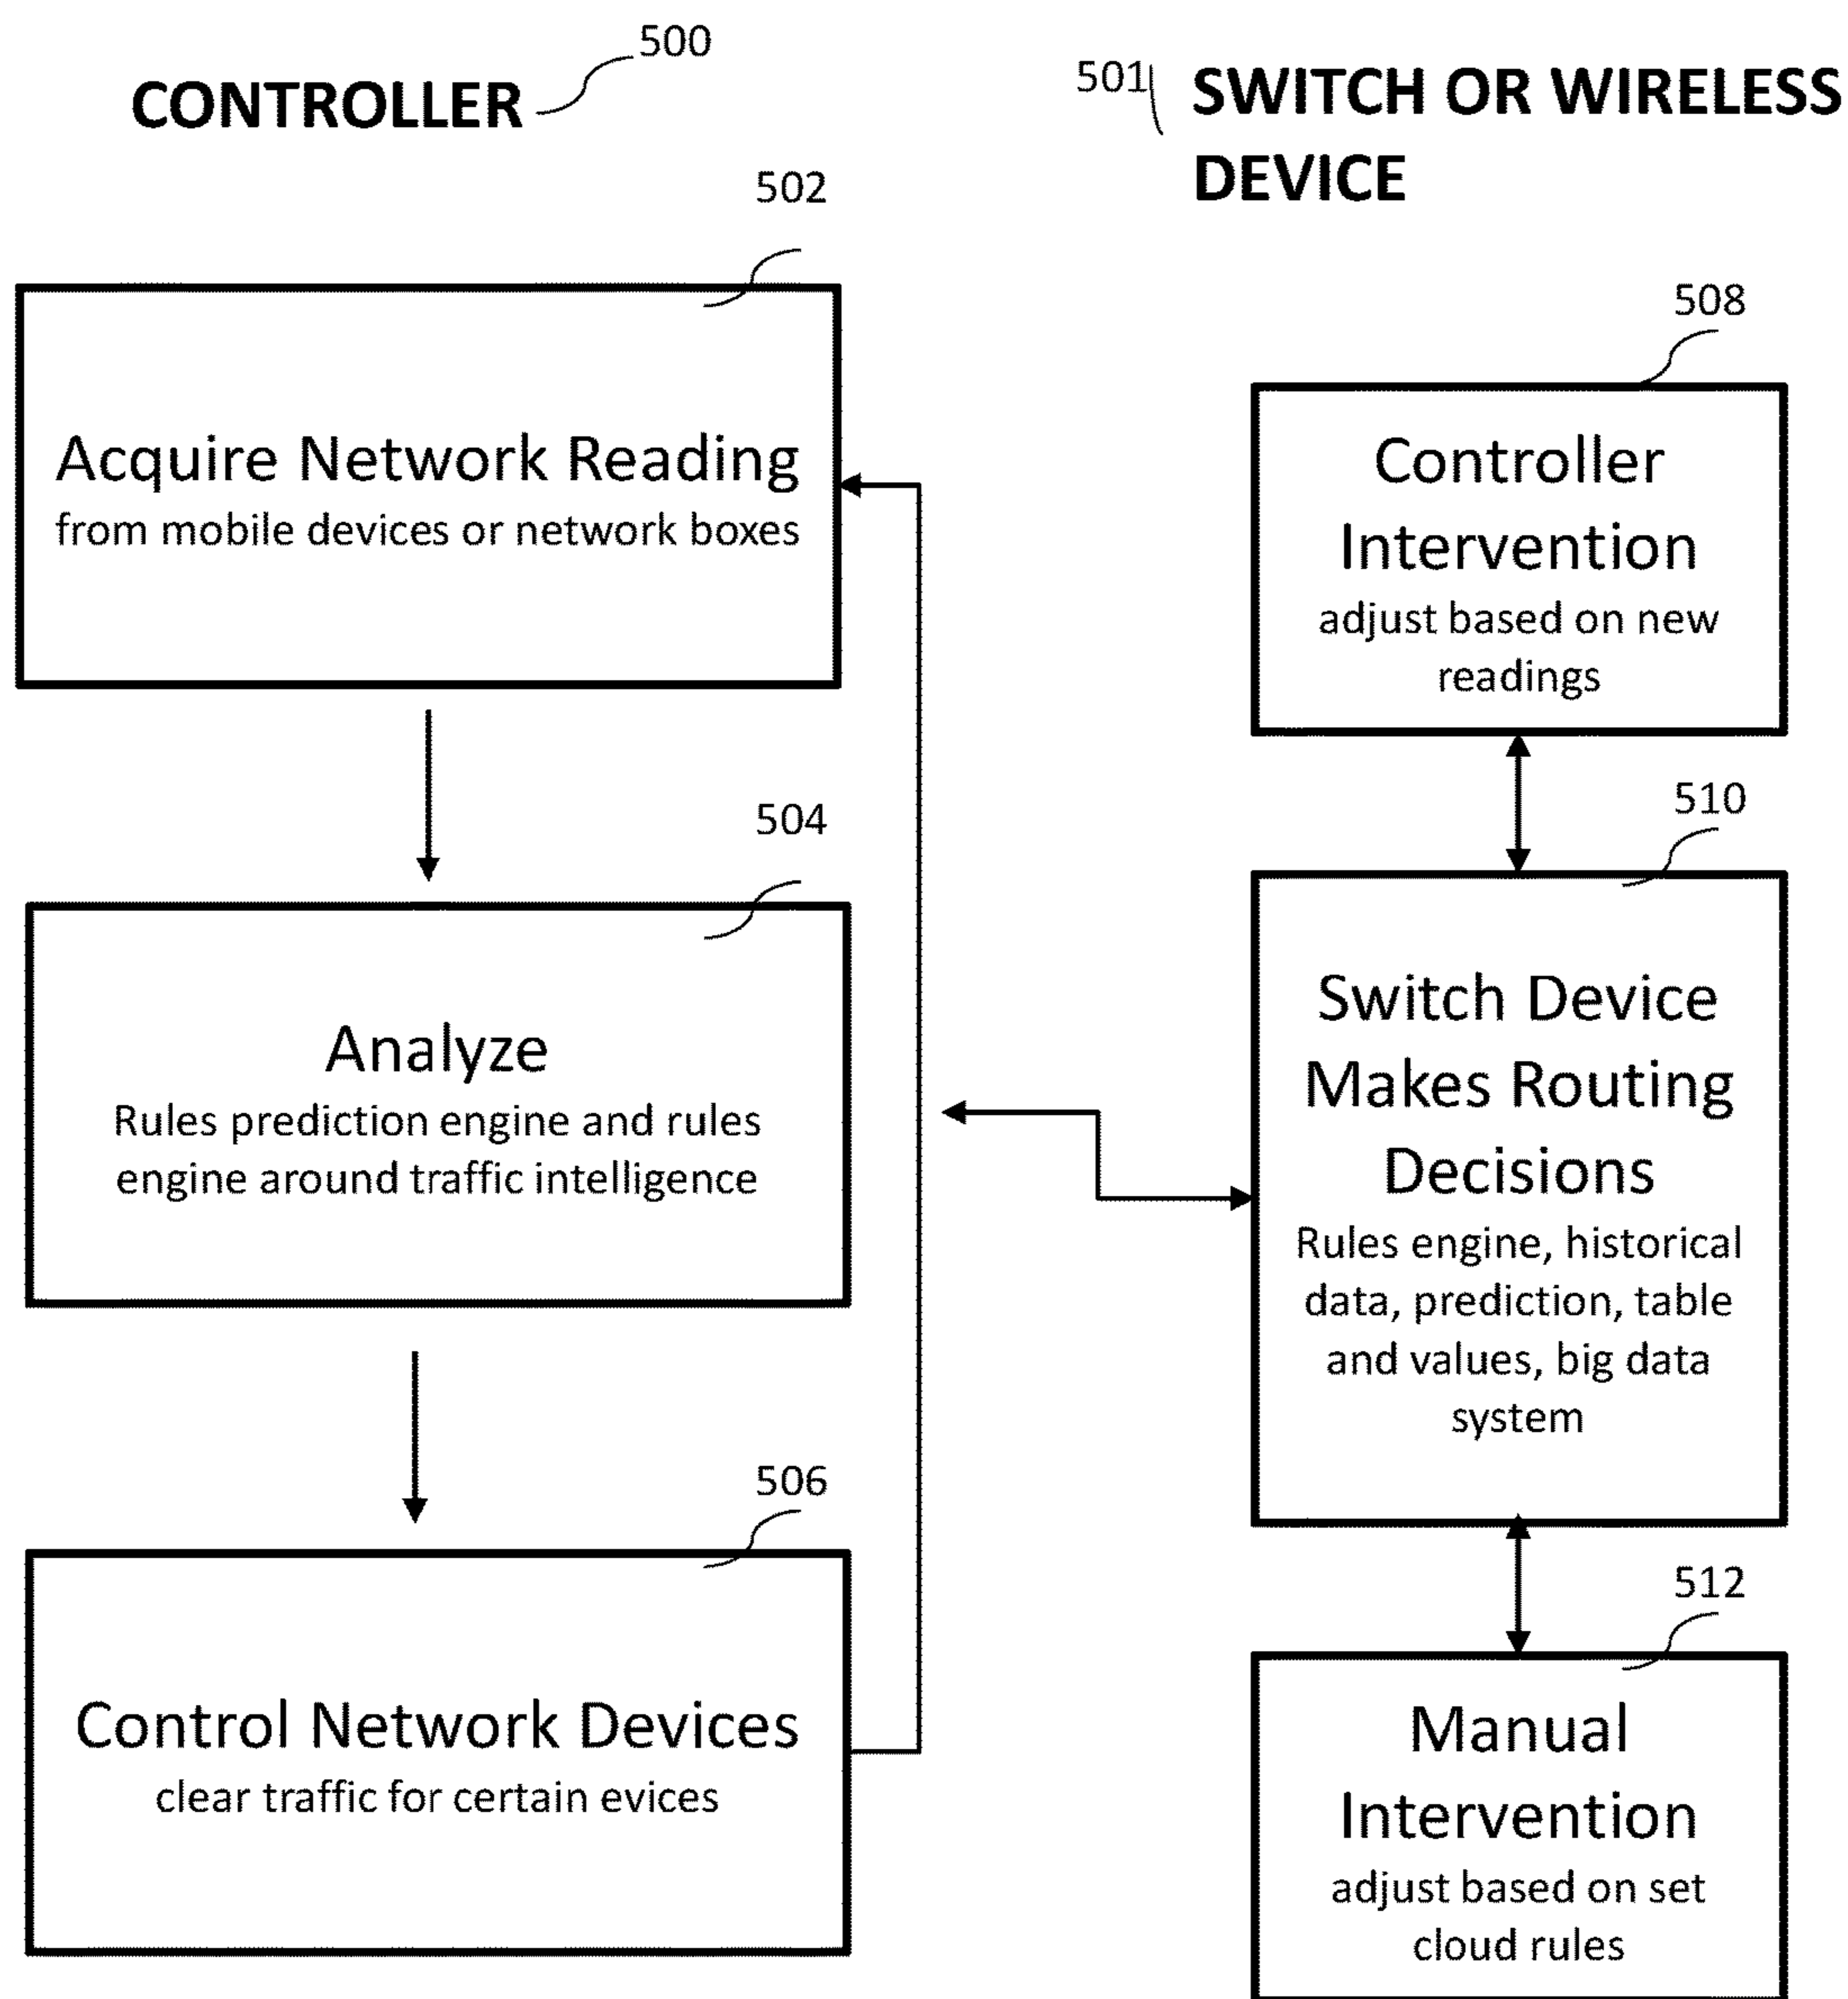 500
CONTROLLER
502
Acquire Network Reading
from mobile devices or network boxes
504
Analyze
Rules prediction engine and rules
engine around traffic intelligence
506
Control Network Devices
clear traffic for certain evices
501
SWITCH OR WIRELESS
DEVICE
508
Controller
Intervention
adjust based on new
readings
510
Switch Device
Makes Routing
Decisions
Rules engine, historical
data, prediction, table
and values, big data
system
512
Manual
Intervention
adjust based on set
cloud rules